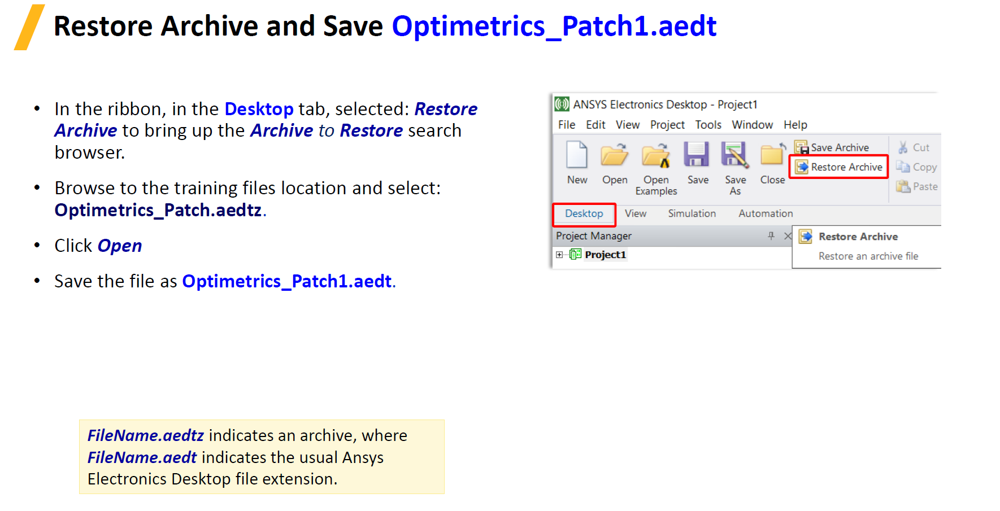 Restore Archive and Save Optimetrics_Patch1.aedt
• In the ribbon, in the Desktop tab, selected: Restore
Archive to bring up the Archive to Restore search
browser.
• Browse to the training files location and select:
Optimetrics_Patch.aedtz.
• Click Open
• Save the file as Optimetrics_Patch1.aedt.
FileName.aedtz indicates an archive, where
FileName.aedt indicates the usual Ansys
Electronics Desktop file extension.
ANSYS Electronics Desktop - Project1
File Edit View Project Tools Window Help
Save Archive
Restore Archive
New Open Open Examples Save Save As Close
Cut
Copy
Paste
Desktop View Simulation Automation
Project Manager
Project1
Restore Archive
Restore an archive file